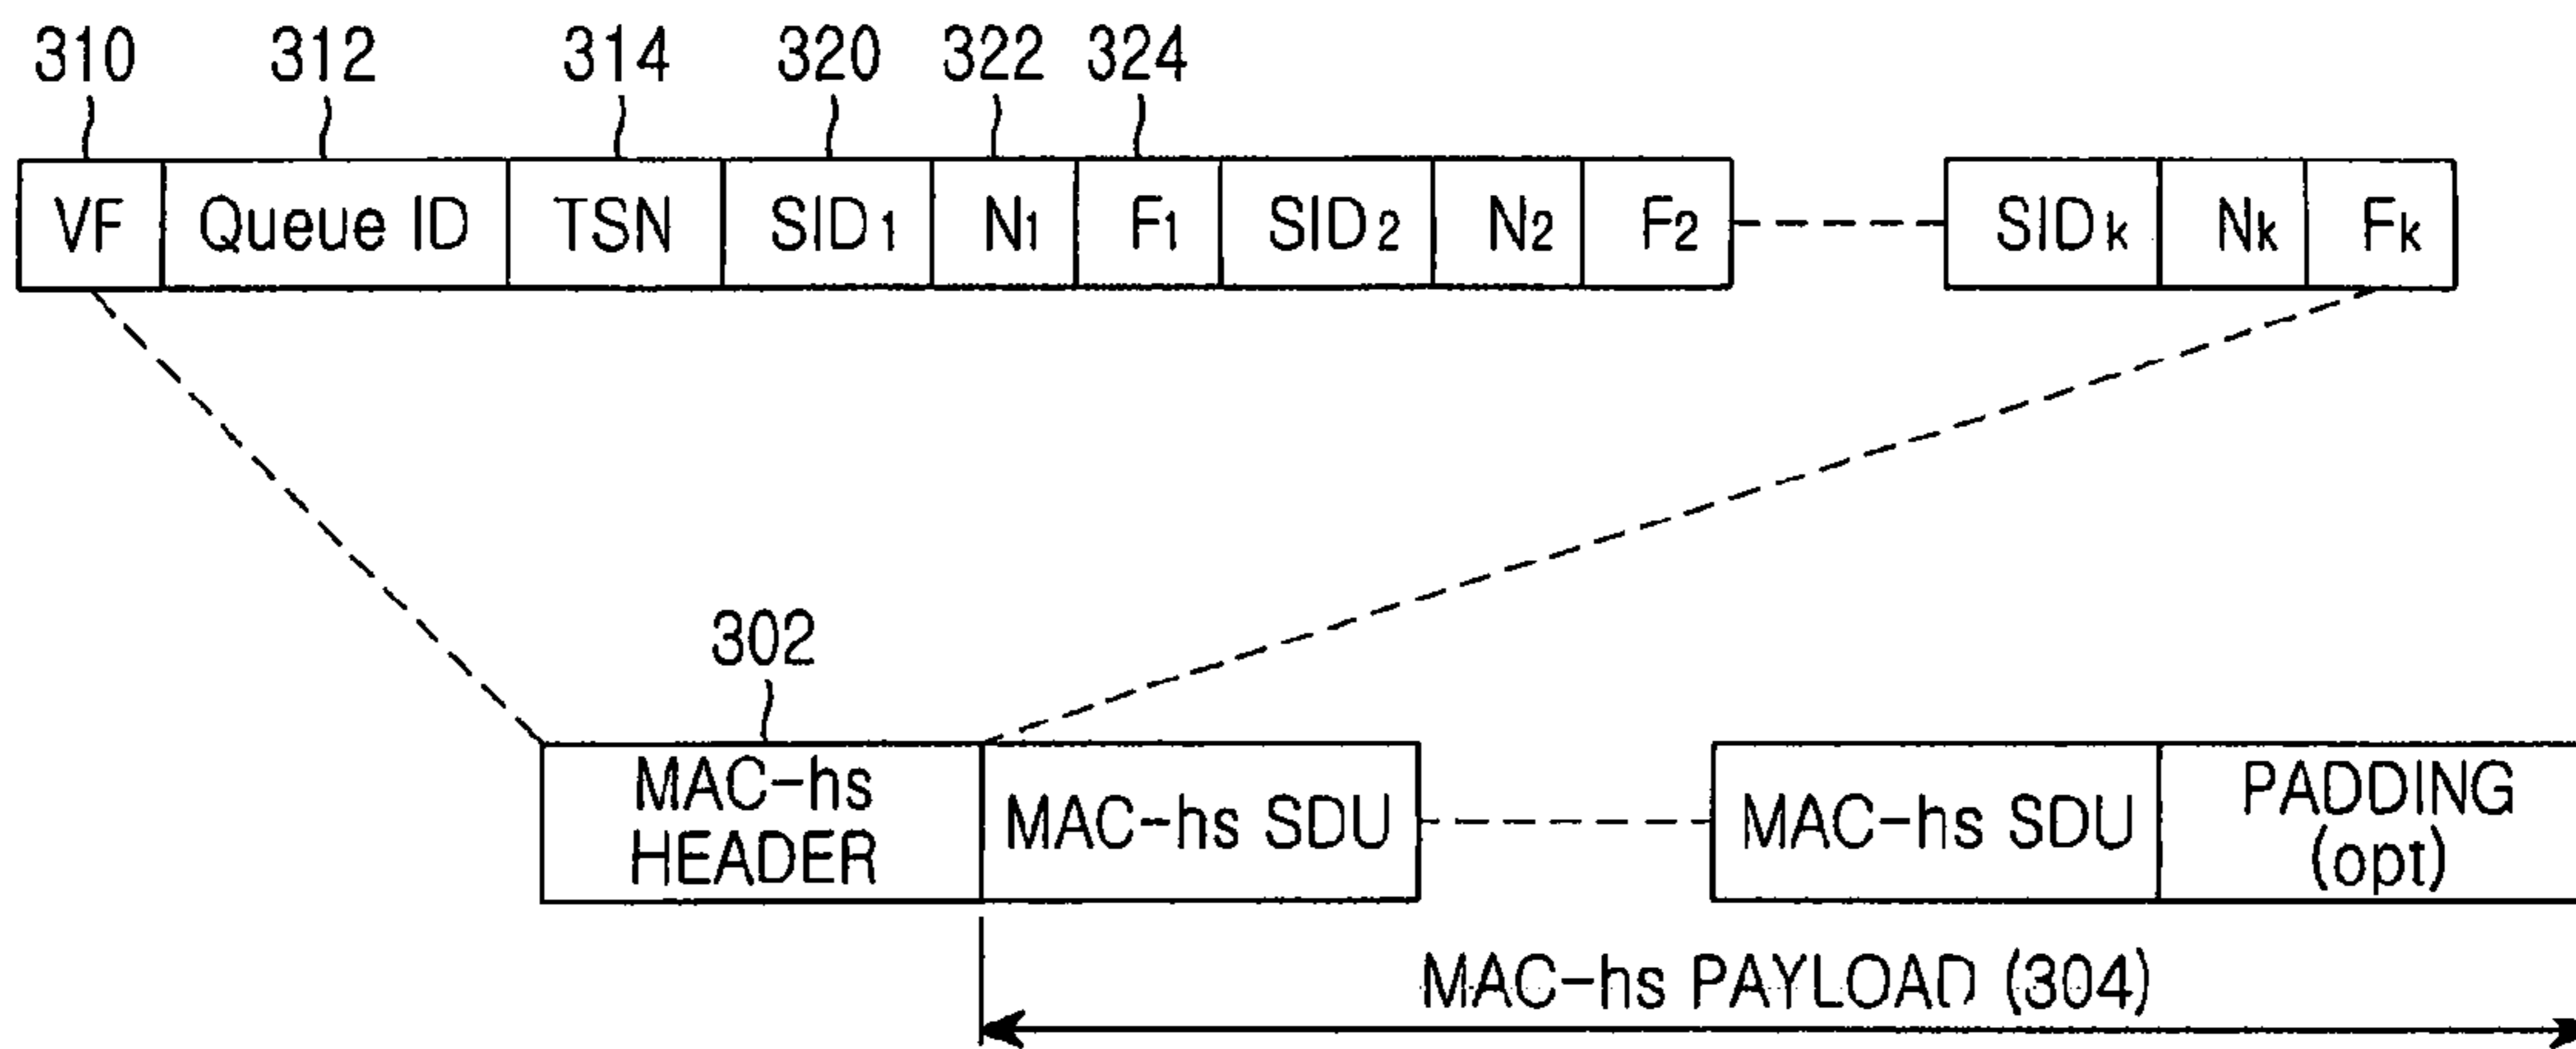 310 312 314 320 322 324
VF Queue ID TSN SID1 N1 F1 SID2 N2 F2 SIDk Nk Fk
302
MAC-hs HEADER MAC-hs SDU MAC-hs SDU PADDING (opt)
MAC-hs PAYLOAD (304)